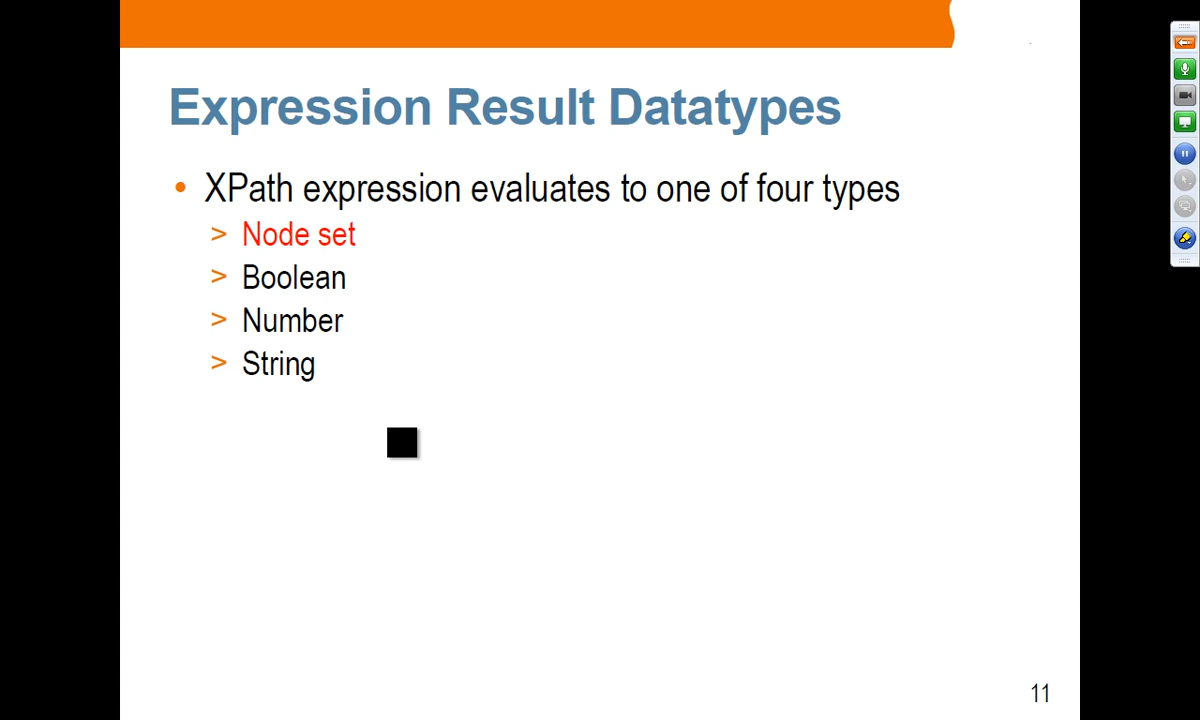 Expression Result Datatypes
• XPath expression evaluates to one of four types
> Node set
> Boolean
> Number
> String
11